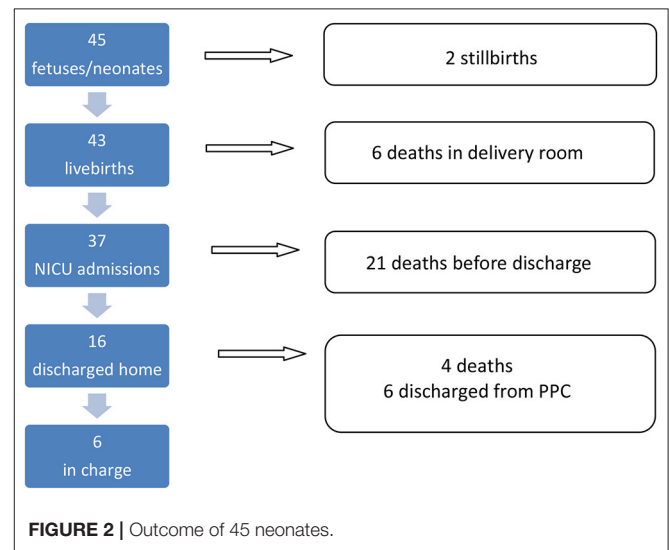 45
fetuses/neonates
2 stillbirths
43
livebirths
6 deaths in delivery room
37
NICU admissions
21 deaths before discharge
16
discharged home
4 deaths
6 discharged from PPC
6
in charge
FIGURE 2 | Outcome of 45 neonates.